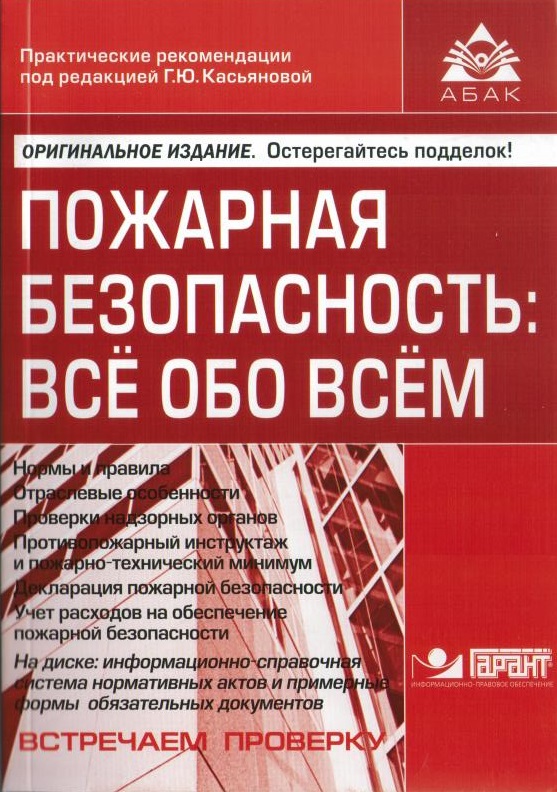 Практические рекомендации
под редакцией Г.Ю. Касьяновой
АБАК
ОРИГИНАЛЬНОЕ ИЗДАНИЕ. Остерегайтесь подделок!
ПОЖАРНАЯ
БЕЗОПАСНОСТЬ:
ВСЁ ОБО ВСЁМ
Нормы и правила
Отраслевые особенности
Проверки надзорных органов
Противопожарный инструктаж
и пожарно-технический минимум
Декларация пожарной безопасности
Учет расходов на обеспечение
пожарной безопасности
На диске: информационно-справочная
система нормативных актов и примерные
формы обязательных документов
ГАРАНТ
ИНФОРМАЦИОННО-ПРАВОВОЕ ОБЕСПЕЧЕНИЕ
ВСТРЕЧАЕМ ПРОВЕРКУ